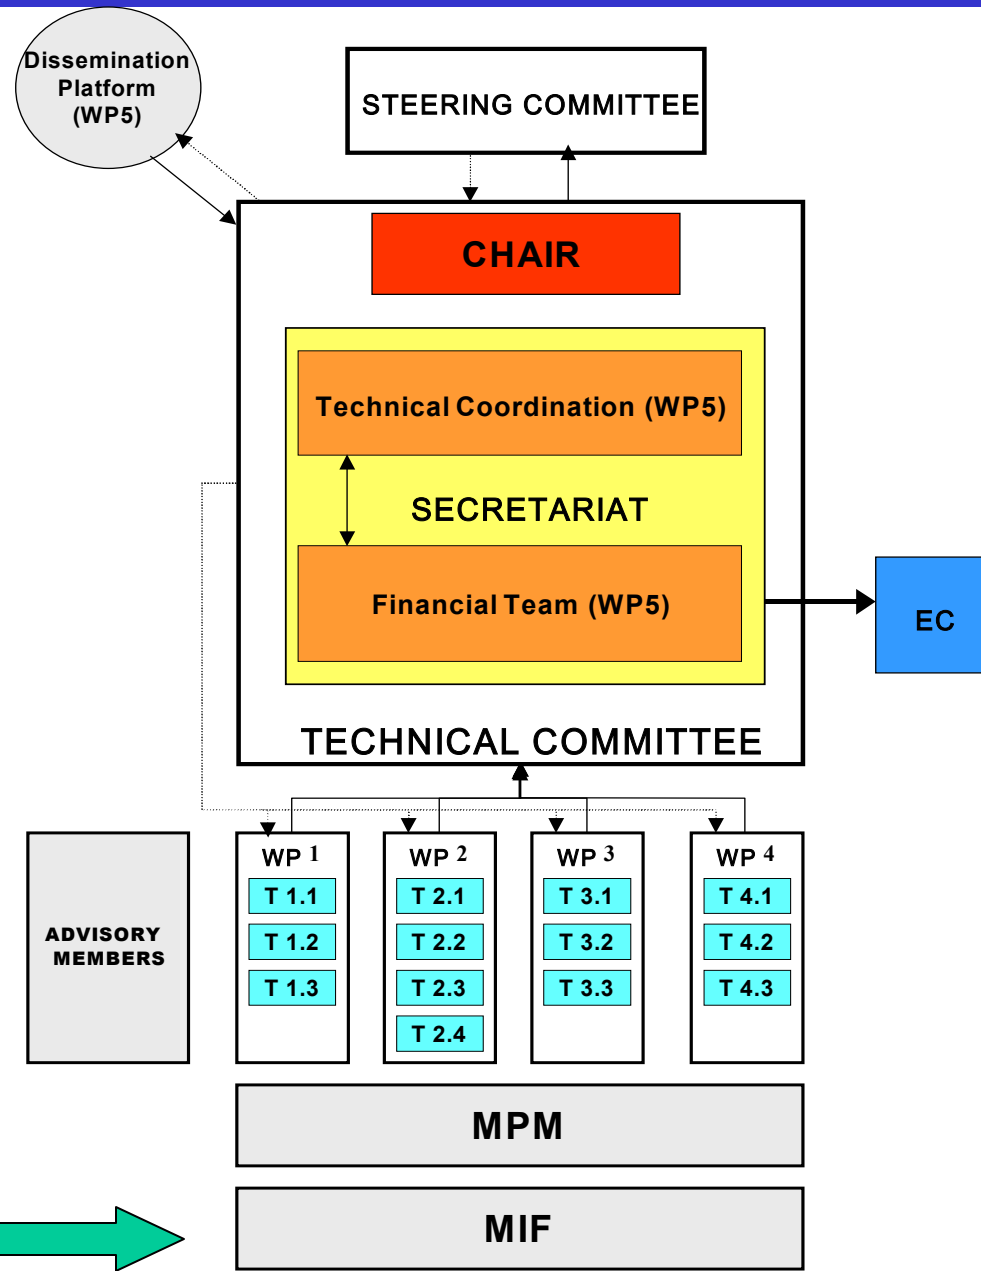 Dissemination
Platform
(WP5)
STEERING COMMITTEE
CHAIR
Technical Coordination (WP5)
SECRETARIAT
Financial Team (WP5)
EC
TECHNICAL COMMITTEE
ADVISORY
MEMBERS
WP 1
T 1.1
T 1.2
T 1.3
WP 2
T 2.1
T 2.2
T 2.3
T 2.4
WP 3
T 3.1
T 3.2
T 3.3
WP 4
T 4.1
T 4.2
T 4.3
MPM
MIF